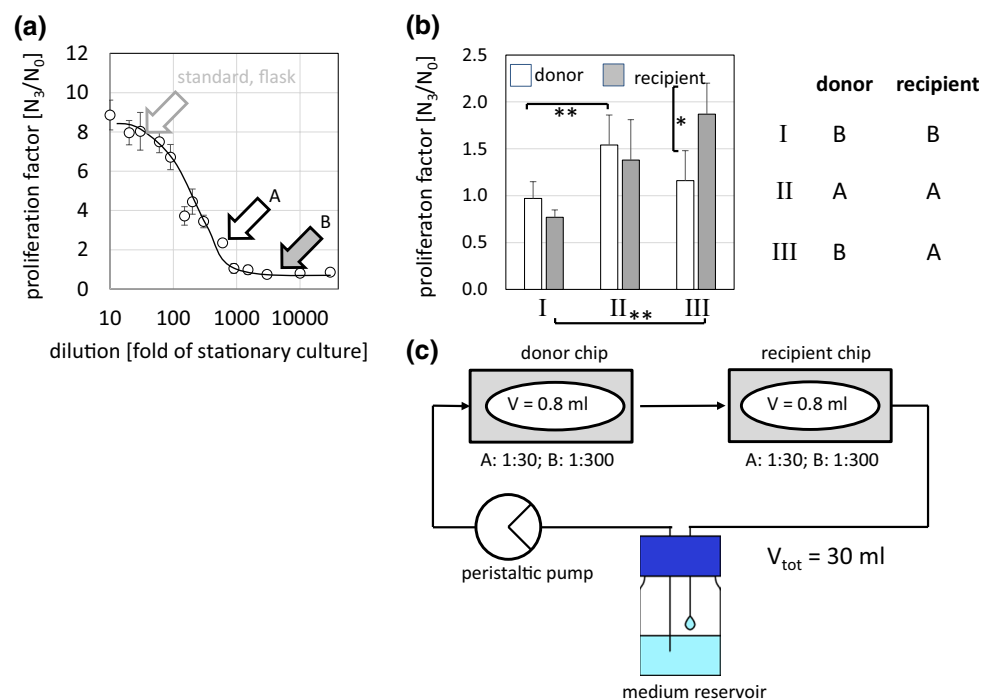 (a)
proliferation factor [N3/N0]
12
10
8
6
4
2
0
standard, flask
A
B
10 100 1000 10000
dilution [fold of stationary culture]
(b)
proliferaton factor [N3/N0]
2.5
2.0
1.5
1.0
0.5
0.0
donor recipient
**
*
I II III
**
donor recipient
I B B
II A A
III B A
(c)
donor chip recipient chip
V = 0.8 ml V = 0.8 ml
A: 1:30; B: 1:300 A: 1:30; B: 1:300
peristaltic pump
Vtot = 30 ml
medium reservoir